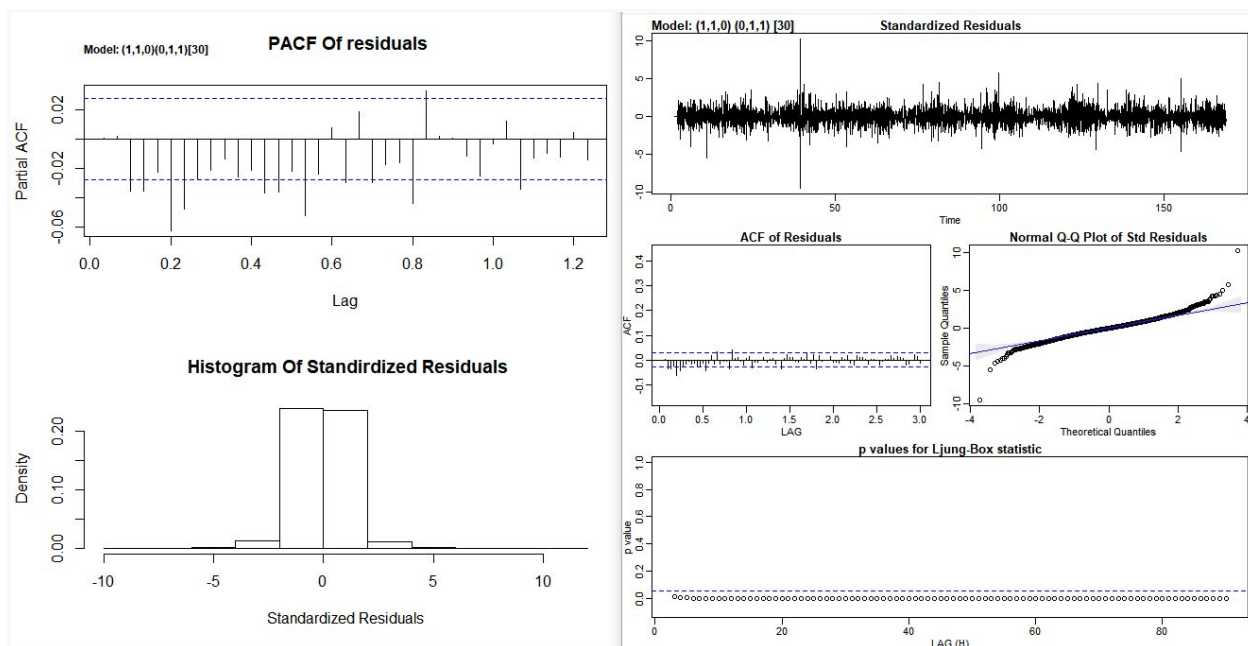 PACF Of residuals
Model: (1,1,0)(0,1,1)[30]
Partial ACF
0.02
-0.02
-0.06
0.0 0.2 0.4 0.6 0.8 1.0 1.2
Lag
Histogram Of Standirdized Residuals
Density
0.20
0.10
0.00
-10 -5 0 5 10
Standardized Residuals
Model: (1,1,0) (0,1,1) [30] Standardized Residuals
10
5
0
-5
-10
0 50 100 150
Time
ACF of Residuals
ACF
0.4
0.3
0.2
0.1
0.0
-0.1
0.0 0.5 1.0 1.5 2.0 2.5 3.0
LAG
Normal Q-Q Plot of Std Residuals
Sample Quantiles
10
5
0
-5
-10
-4 -2 0 2 4
Theoretical Quantiles
p values for Ljung-Box statistic
p value
1.0
0.8
0.6
0.4
0.2
0.0
0 20 40 60 80
LAG (H)